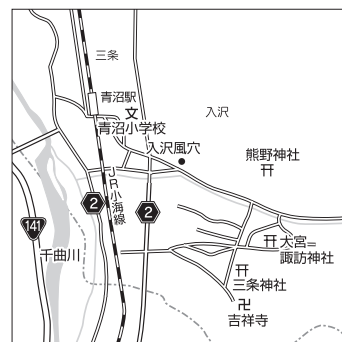 三条
青沼駅
文
青沼小学校
入沢
入沢風穴
熊野神社
JR小海線
2
2
141
千曲川
大宮=
諏訪神社
三条神社
卍
吉祥寺